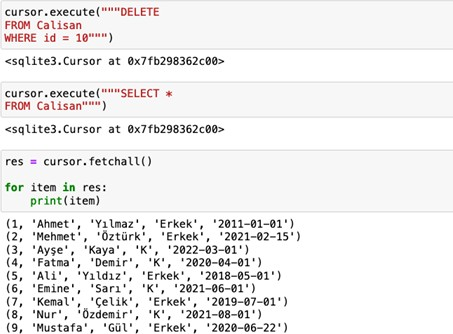 cursor.execute("""DELETE
FROM Calisan
WHERE id = 10""")
<sqlite3.Cursor at 0x7fb298362c00>
cursor.execute("""SELECT *
FROM Calisan""")
<sqlite3.Cursor at 0x7fb298362c00>
res = cursor.fetchall()
for item in res:
    print(item)
(1, 'Ahmet', 'Yılmaz', 'Erkek', '2011-01-01')
(2, 'Mehmet', 'Öztürk', 'Erkek', '2021-02-15')
(3, 'Ayşe', 'Kaya', 'K', '2022-03-01')
(4, 'Fatma', 'Demir', 'K', '2020-04-01')
(5, 'Ali', 'Yıldız', 'Erkek', '2018-05-01')
(6, 'Emine', 'Sarı', 'K', '2021-06-01')
(7, 'Kemal', 'Çelik', 'Erkek', '2019-07-01')
(8, 'Nur', 'Özdemir', 'K', '2021-08-01')
(9, 'Mustafa', 'Gül', 'Erkek', '2020-06-22')